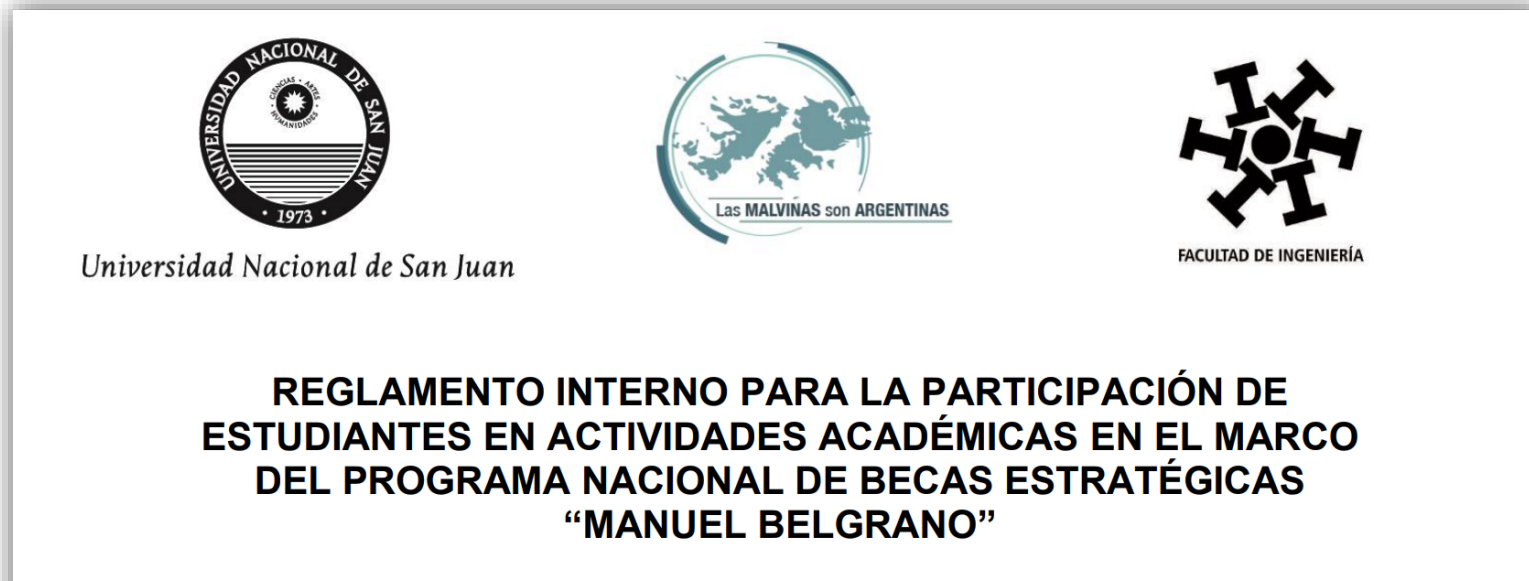 UNIVERSIDAD NACIONAL DE SAN JUAN
CIENCIAS · ARTES
HUMANIDADES
· 1973 ·
Universidad Nacional de San Juan
Las MALVINAS son ARGENTINAS
FACULTAD DE INGENIERÍA
REGLAMENTO INTERNO PARA LA PARTICIPACIÓN DE
ESTUDIANTES EN ACTIVIDADES ACADÉMICAS EN EL MARCO
DEL PROGRAMA NACIONAL DE BECAS ESTRATÉGICAS
“MANUEL BELGRANO”